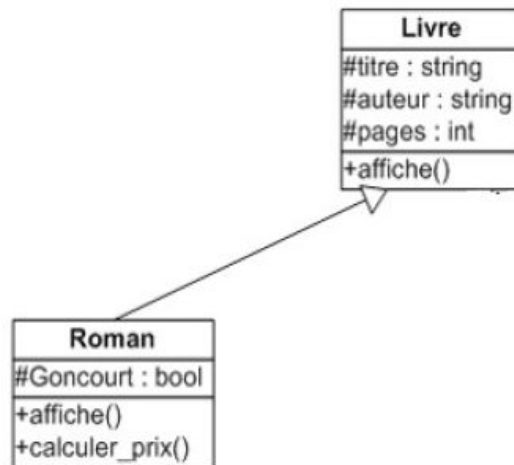 Livre
#titre : string
#auteur : string
#pages : int
+affiche()
Roman
#Goncourt : bool
+affiche()
+calculer_prix()